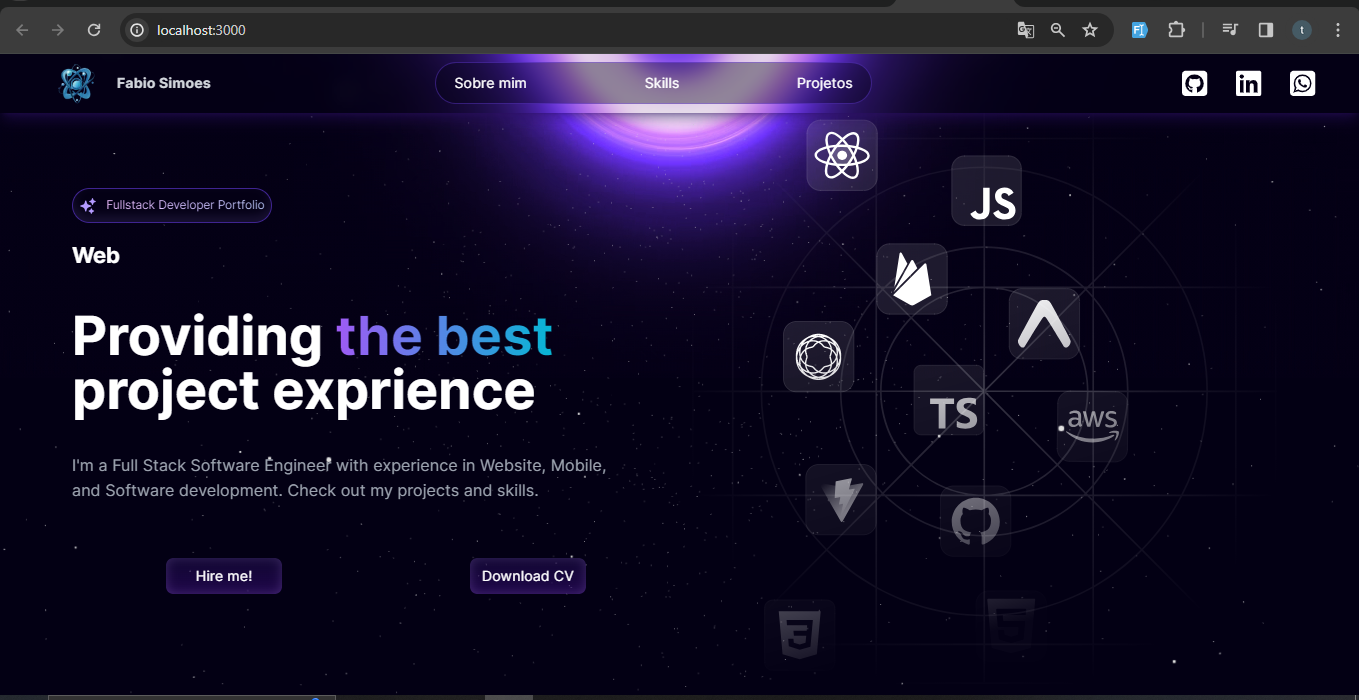 localhost:3000
t
Fabio Simoes
Sobre mim
Skills
Projetos
in
Fullstack Developer Portfolio
Web
Providing the best
project exprience
I'm a Full Stack Software Engineer with experience in Website, Mobile,
and Software development. Check out my projects and skills.
Hire me!
Download CV
JS
TS
aws
3
5